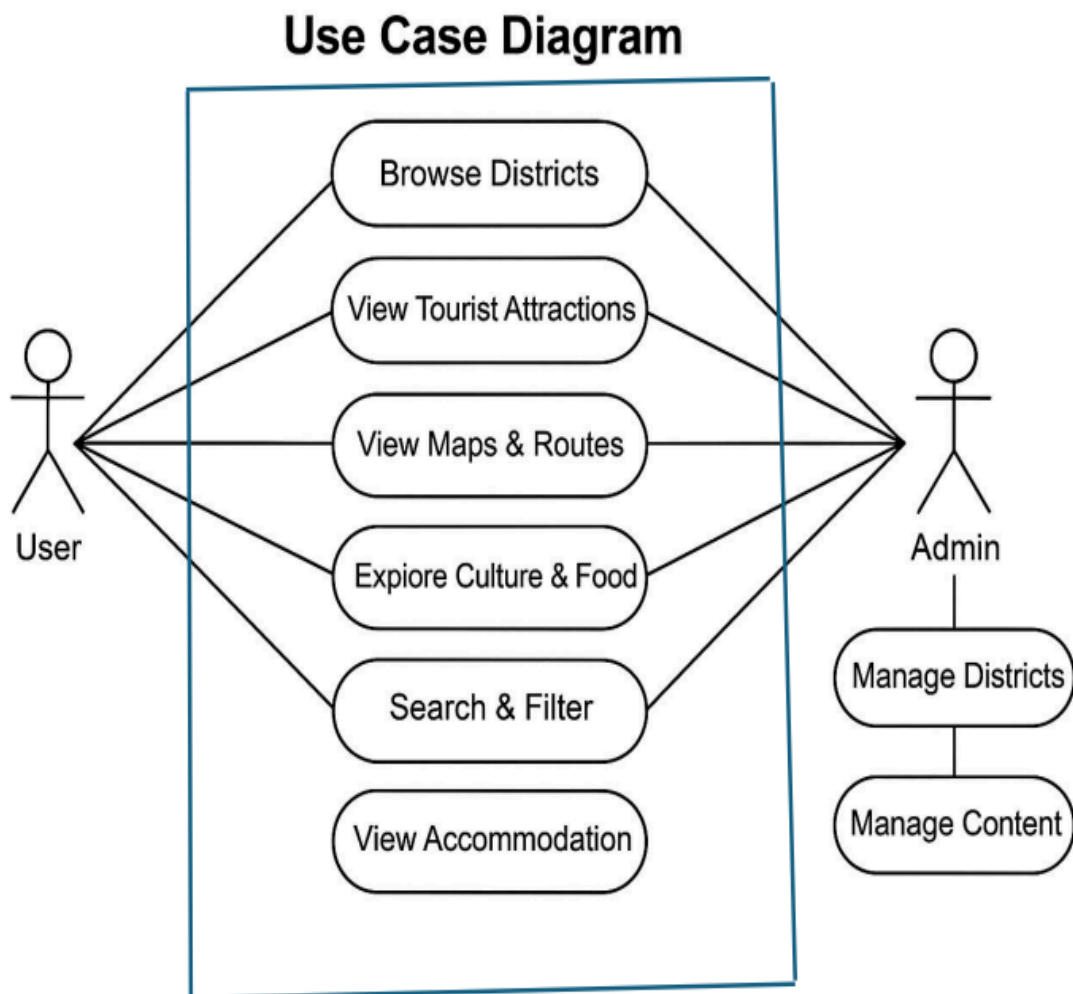 Use Case Diagram
Browse Districts
View Tourist Attractions
View Maps & Routes
User
Admin
Expiore Culture & Food
Manage Districts
Search & Filter
Manage Content
View Accommodation